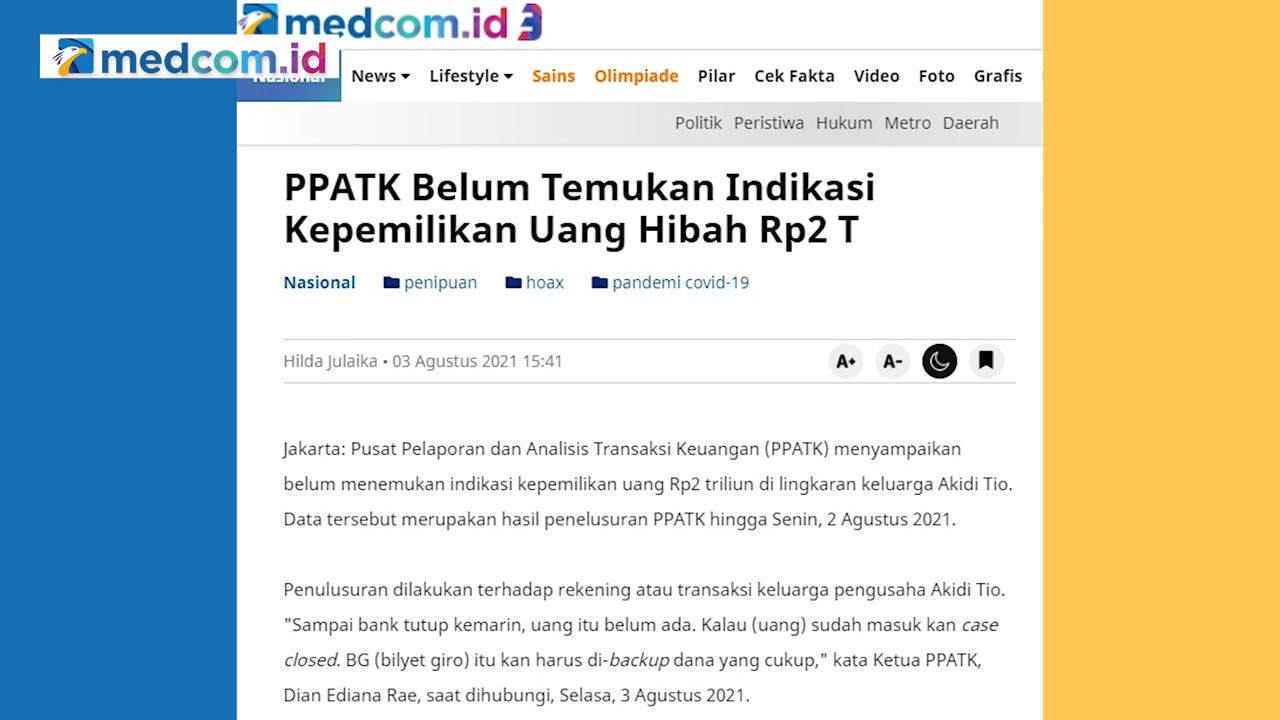 medcom.id
medcom.id
Nasional
News Lifestyle Sains Olimpiade Pilar Cek Fakta Video Foto Grafis
Politik Peristiwa Hukum Metro Daerah
PPATK Belum Temukan Indikasi
Kepemilikan Uang Hibah Rp2 T
Nasional penipuan hoax pandemi covid-19
Hilda Julaika • 03 Agustus 2021 15:41 A+ A-
Jakarta: Pusat Pelaporan dan Analisis Transaksi Keuangan (PPATK) menyampaikan
belum menemukan indikasi kepemilikan uang Rp2 triliun di lingkaran keluarga Akidi Tio.
Data tersebut merupakan hasil penelusuran PPATK hingga Senin, 2 Agustus 2021.
Penulusuran dilakukan terhadap rekening atau transaksi keluarga pengusaha Akidi Tio.
"Sampai bank tutup kemarin, uang itu belum ada. Kalau (uang) sudah masuk kan case
closed. BG (bilyet giro) itu kan harus di-backup dana yang cukup," kata Ketua PPATK,
Dian Ediana Rae, saat dihubungi, Selasa, 3 Agustus 2021.